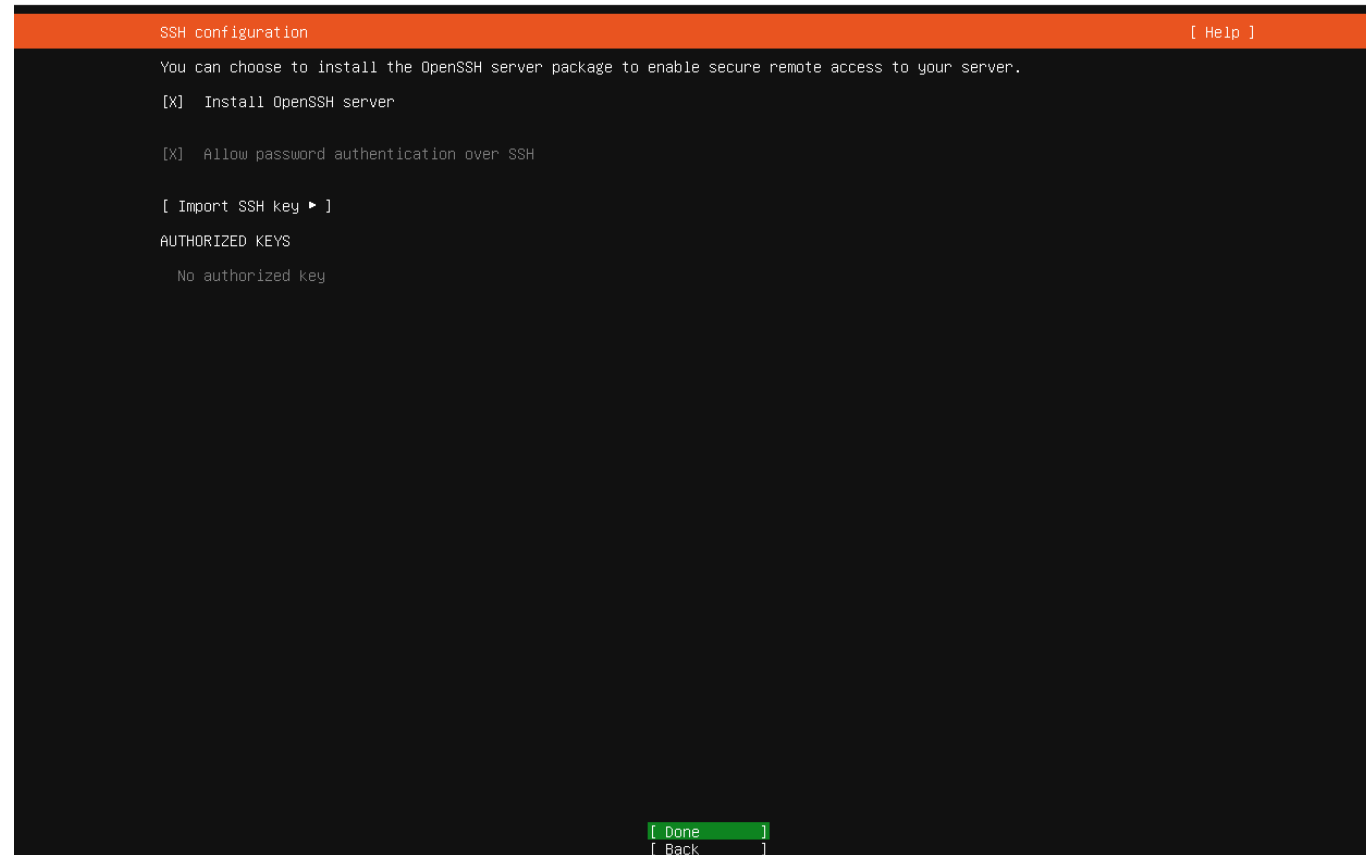 SSH configuration [ Help ]
You can choose to install the OpenSSH server package to enable secure remote access to your server.
[X] Install OpenSSH server
[X] Allow password authentication over SSH
[ Import SSH key ► ]
AUTHORIZED KEYS
No authorized key
[ Done ]
[ Back ]